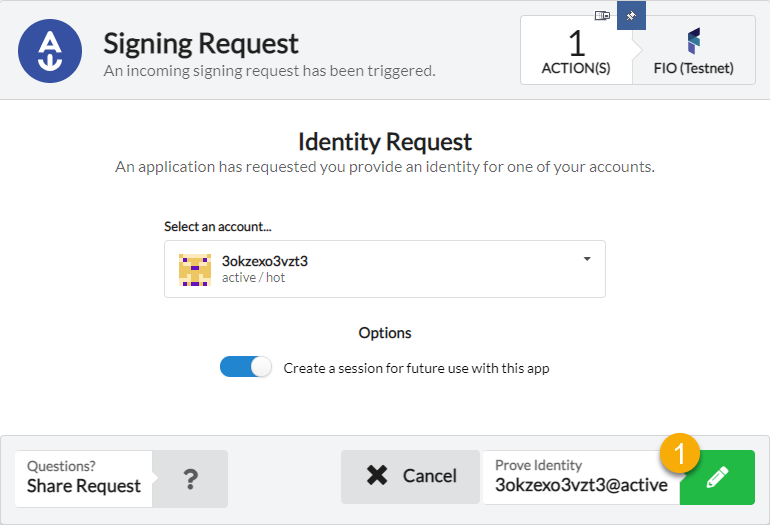 Signing Request
An incoming signing request has been triggered.
1
ACTION(S)
FIO (Testnet)
Identity Request
An application has requested you provide an identity for one of your accounts.
Select an account...
3okzexo3vzt3
active / hot
Options
Create a session for future use with this app
Questions?
Share Request
?
Cancel
Prove Identity
3okzexo3vzt3@active
1